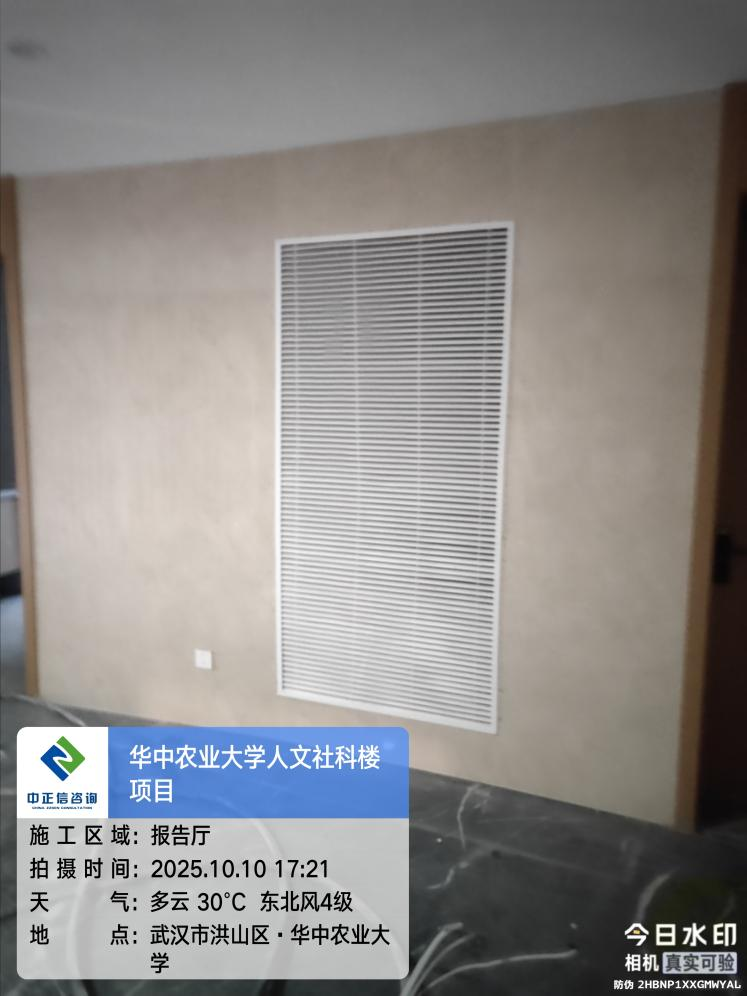 华中农业大学人文社科楼
项目
中正信咨询
施工区域：报告厅
拍摄时间：2025.10.10 17:21
天气：多云 30℃ 东北风4级
地点：武汉市洪山区·华中农业大
学
今日水印
相机 真实可验
防伪 2HBNP1XXGMWYAL